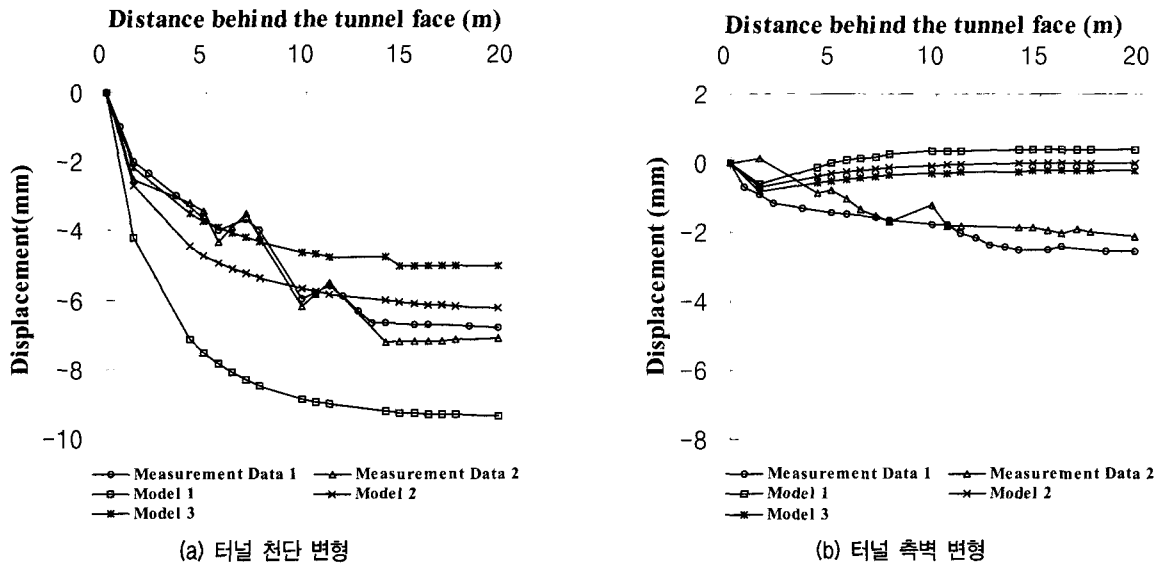 Distance behind the tunnel face (m)
0 5 10 15 20
0
-2
-4
-6
-8
-10
Displacement(mm)
Measurement Data 1
Measurement Data 2
Model 1
Model 2
Model 3
(a) 터널 천단 변형
Distance behind the tunnel face (m)
0 5 10 15 20
2
0
-2
-4
-6
-8
Displacement (mm)
Measurement Data 1
Measurement Data 2
Model 1
Model 2
Model 3
(b) 터널 측벽 변형